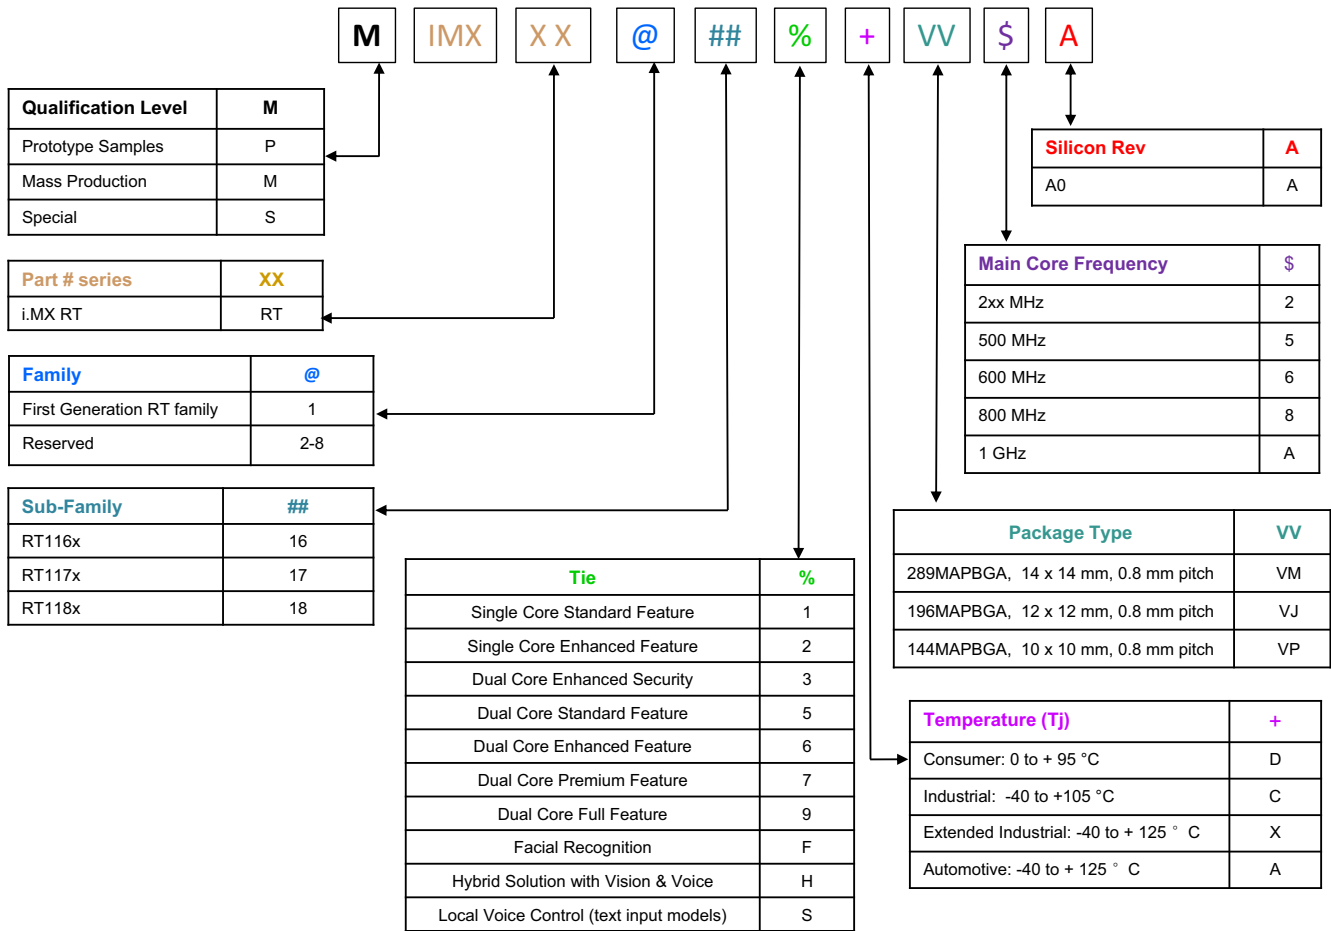 M IMX X X @ ## % + VV $ A
Qualification Level M
Prototype Samples P
Mass Production M
Special S
Part # series XX
i.MX RT RT
Family @
First Generation RT family 1
Reserved 2-8
Sub-Family ##
RT116x 16
RT117x 17
RT118x 18
Tie %
Single Core Standard Feature 1
Single Core Enhanced Feature 2
Dual Core Enhanced Security 3
Dual Core Standard Feature 5
Dual Core Enhanced Feature 6
Dual Core Premium Feature 7
Dual Core Full Feature 9
Facial Recognition F
Hybrid Solution with Vision & Voice H
Local Voice Control (text input models) S
Silicon Rev A
A0 A
Main Core Frequency $
2xx MHz 2
500 MHz 5
600 MHz 6
800 MHz 8
1 GHz A
Package Type VV
289MAPBGA, 14 x 14 mm, 0.8 mm pitch VM
196MAPBGA, 12 x 12 mm, 0.8 mm pitch VJ
144MAPBGA, 10 x 10 mm, 0.8 mm pitch VP
Temperature (Tj) +
Consumer: 0 to + 95 °C D
Industrial: -40 to +105 °C C
Extended Industrial: -40 to + 125 ° C X
Automotive: -40 to + 125 ° C A